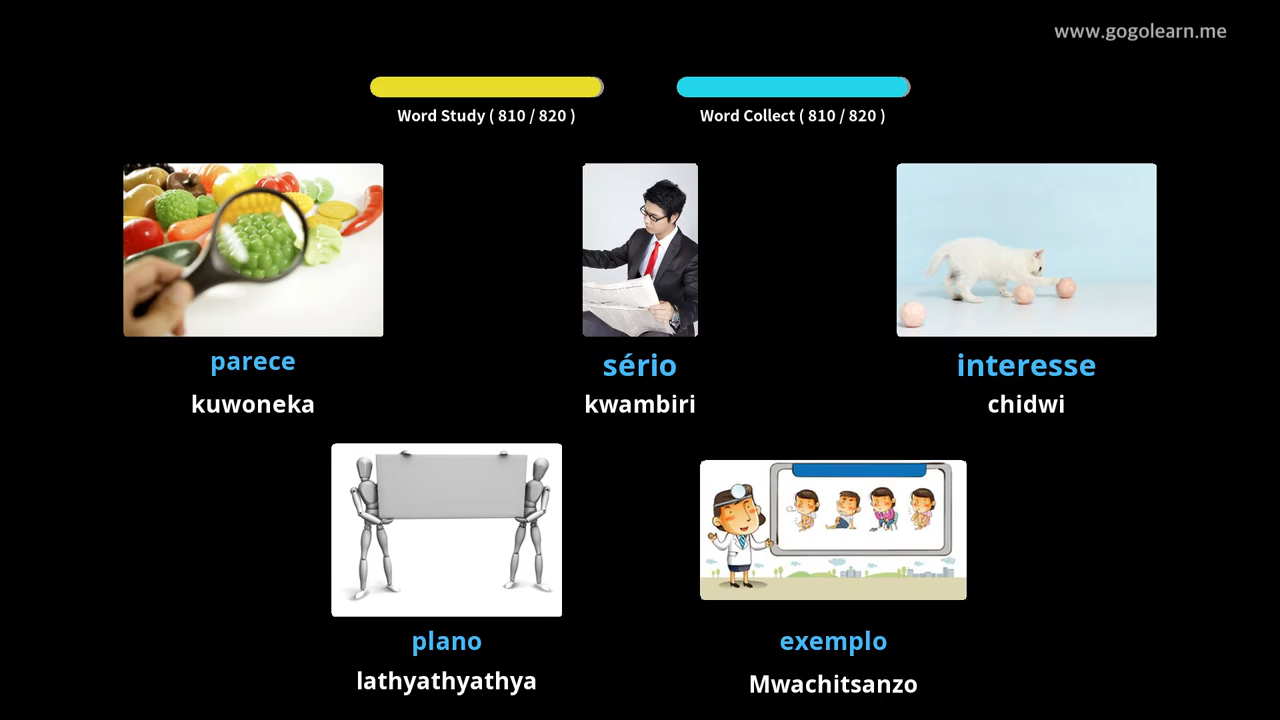 www.gogolearn.me
Word Study ( 810 / 820 )
Word Collect ( 810 / 820 )
parece
kuwoneka
sério
kwambiri
interesse
chidwi
plano
lathyathyathya
exemplo
Mwachitsanzo